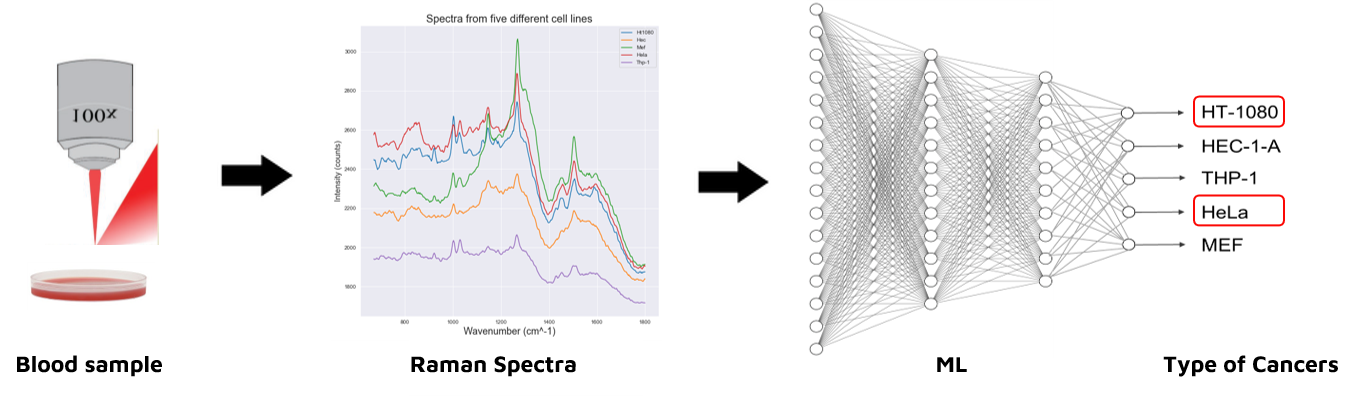 100x
Spectra from five different cell lines
Ht1080
Hec
Mef
Hela
Thp-1
Intensity (counts)
3000
2800
2600
2400
2200
2000
1800
800 1000 1200 1400 1600 1800
Wavenumber (cm^-1)
HT-1080
HEC-1-A
THP-1
HeLa
MEF
Blood sample
Raman Spectra
ML
Type of Cancers